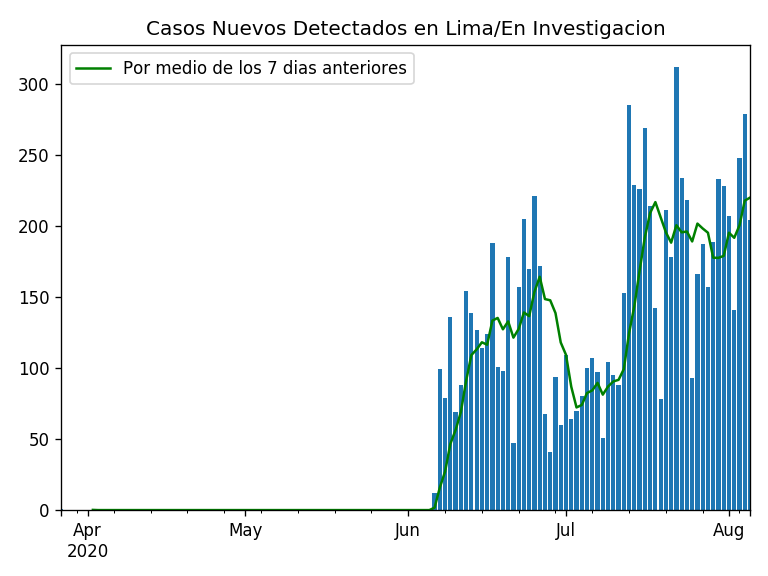 Casos Nuevos Detectados en Lima/En Investigacion
Por medio de los 7 dias anteriores
300
250
200
150
100
50
0
Apr May Jun Jul Aug
2020